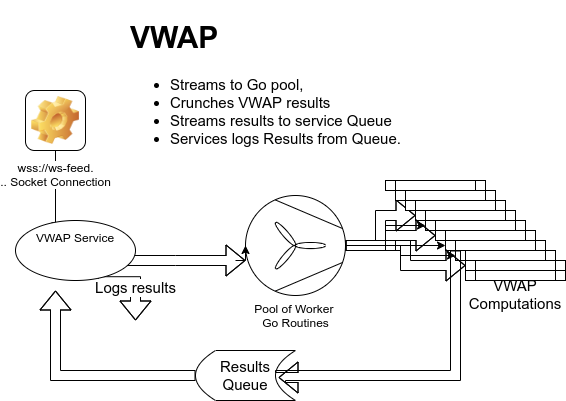 VWAP
Streams to Go pool,
Crunches VWAP results
Streams results to service Queue
Services logs Results from Queue.
wss://ws-feed.
.. Socket Connection
VWAP Service
Logs results
Pool of Worker
Go Routines
VWAP
Computations
Results
Queue